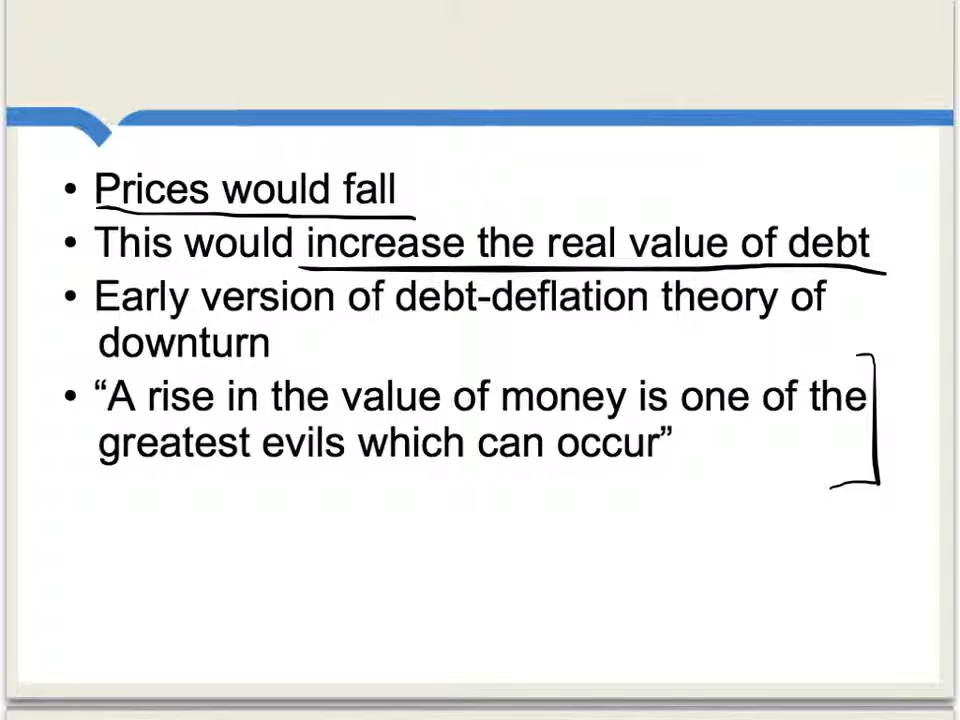 • Prices would fall
• This would increase the real value of debt
• Early version of debt-deflation theory of
downturn
• “A rise in the value of money is one of the
greatest evils which can occur”